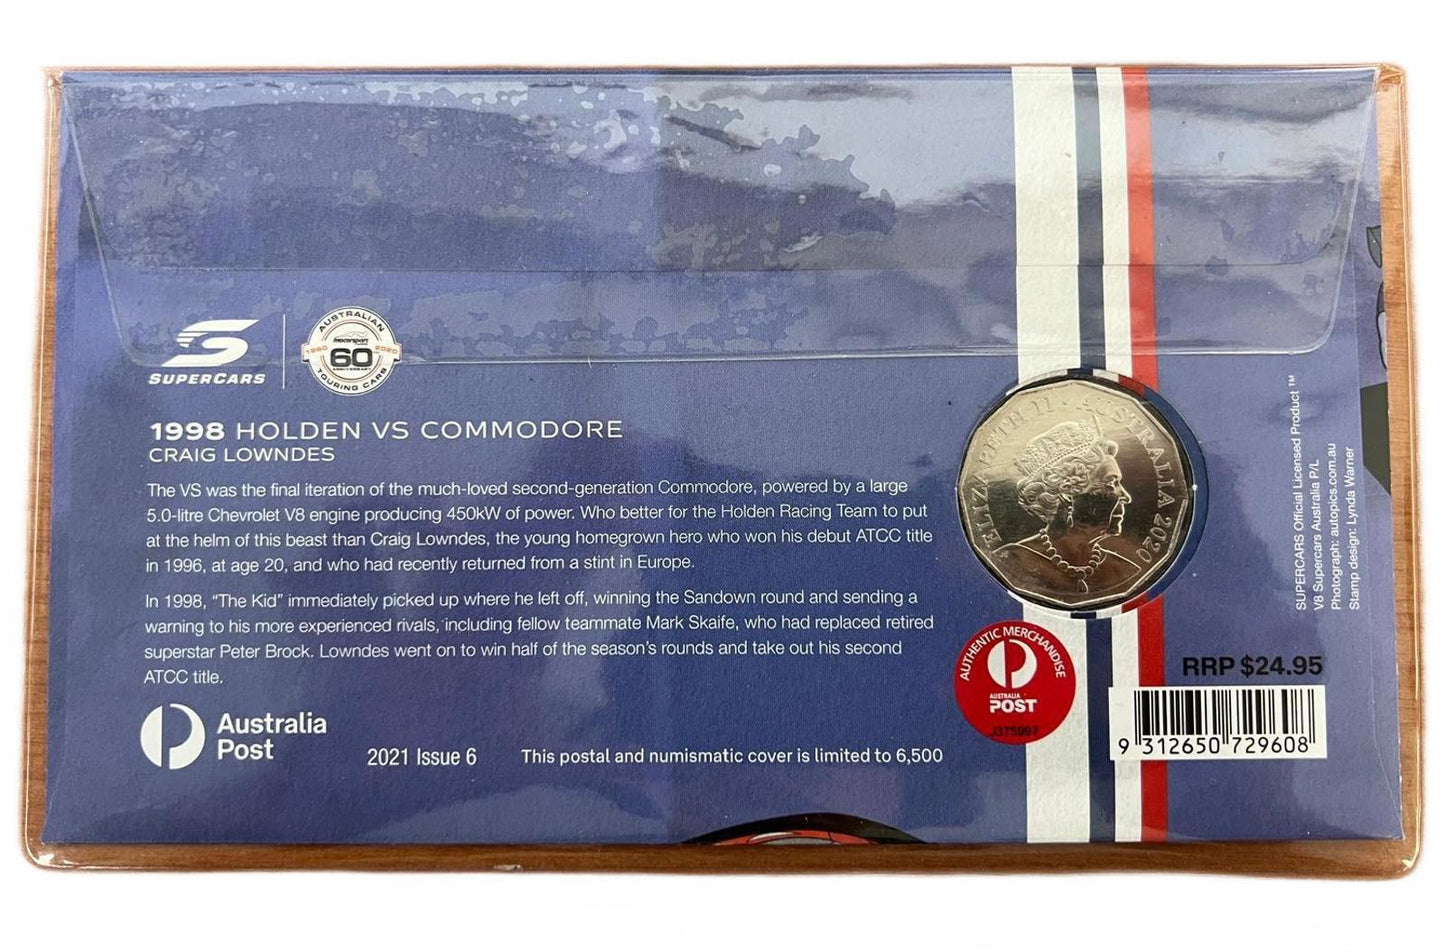 SUPERCARS
AUSTRALIAN
1960 2020
60
ANNIVERSARY
TOURING CARS
1998 HOLDEN VS COMMODORE
CRAIG LOWNDES
The VS was the final iteration of the much-loved second-generation Commodore, powered by a large
5.0-litre Chevrolet V8 engine producing 450kW of power. Who better for the Holden Racing Team to put
at the helm of this beast than Craig Lowndes, the young homegrown hero who won his debut ATCC title
in 1996, at age 20, and who had recently returned from a stint in Europe.
In 1998, “The Kid” immediately picked up where he left off, winning the Sandown round and sending a
warning to his more experienced rivals, including fellow teammate Mark Skaife, who had replaced retired
superstar Peter Brock. Lowndes went on to win half of the season’s rounds and take out his second
ATCC title.
Australia
Post
2021 Issue 6
This postal and numismatic cover is limited to 6,500
ELIZABETH II · AUSTRALIA 2020
AUTHENTIC MERCHANDISE
AUSTRALIA
POST
J375997
RRP $24.95
9 312650 729608
SUPERCARS Official Licensed Product ™
V8 Supercars Australia P/L
Photograph: autopics.com.au
Stamp design: Lynda Warner